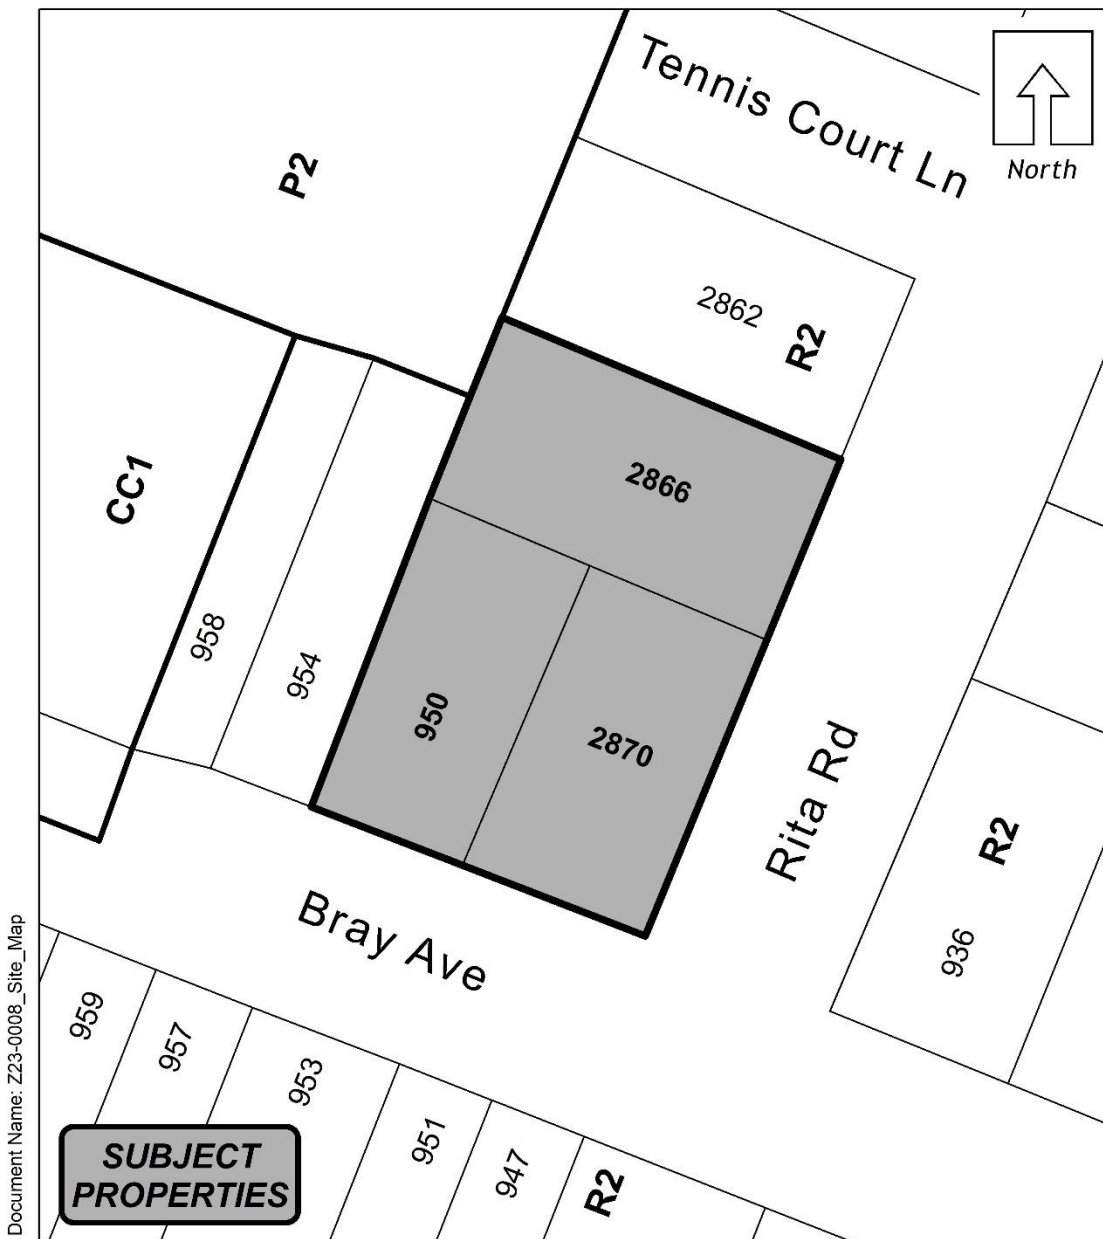 Tennis Court Ln
North
P2
2862
R2
2866
CC1
958
954
950
2870
Rita Rd
R2
936
Bray Ave
959
957
953
951
947
R2
SUBJECT
PROPERTIES
Document Name: Z23-0008_Site_Map